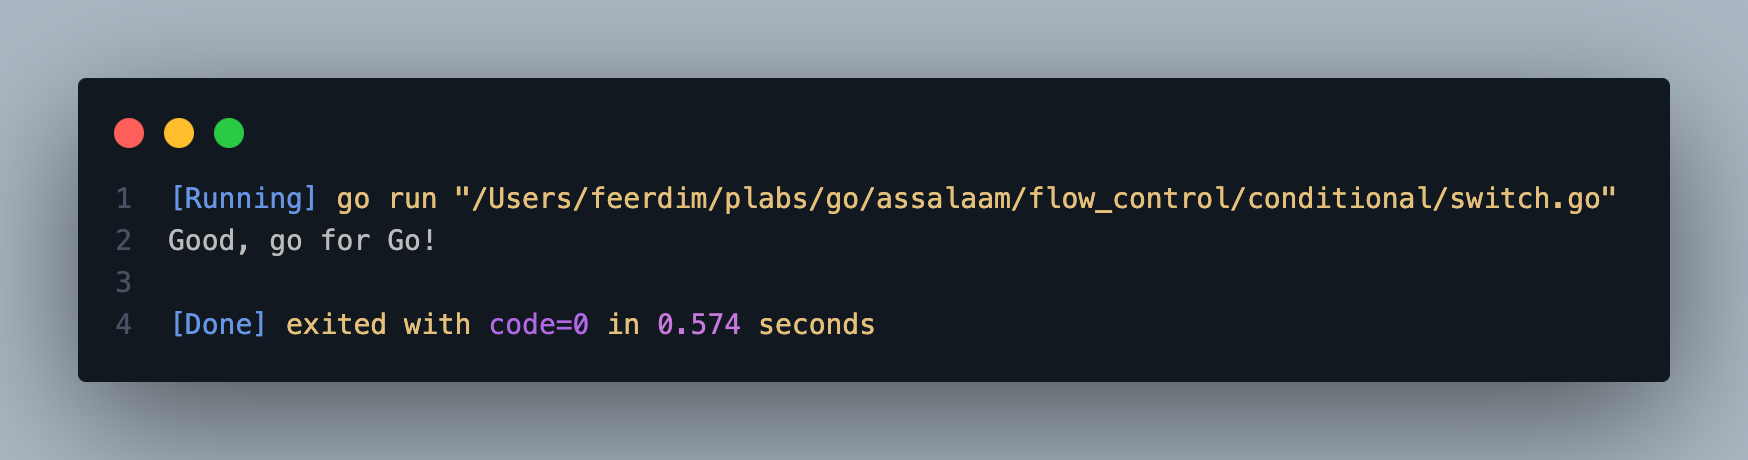 1 [Running] go run "/Users/feerdim/plabs/go/assalaam/flow_control/conditional/switch.go"
2 Good, go for Go!
3
4 [Done] exited with code=0 in 0.574 seconds